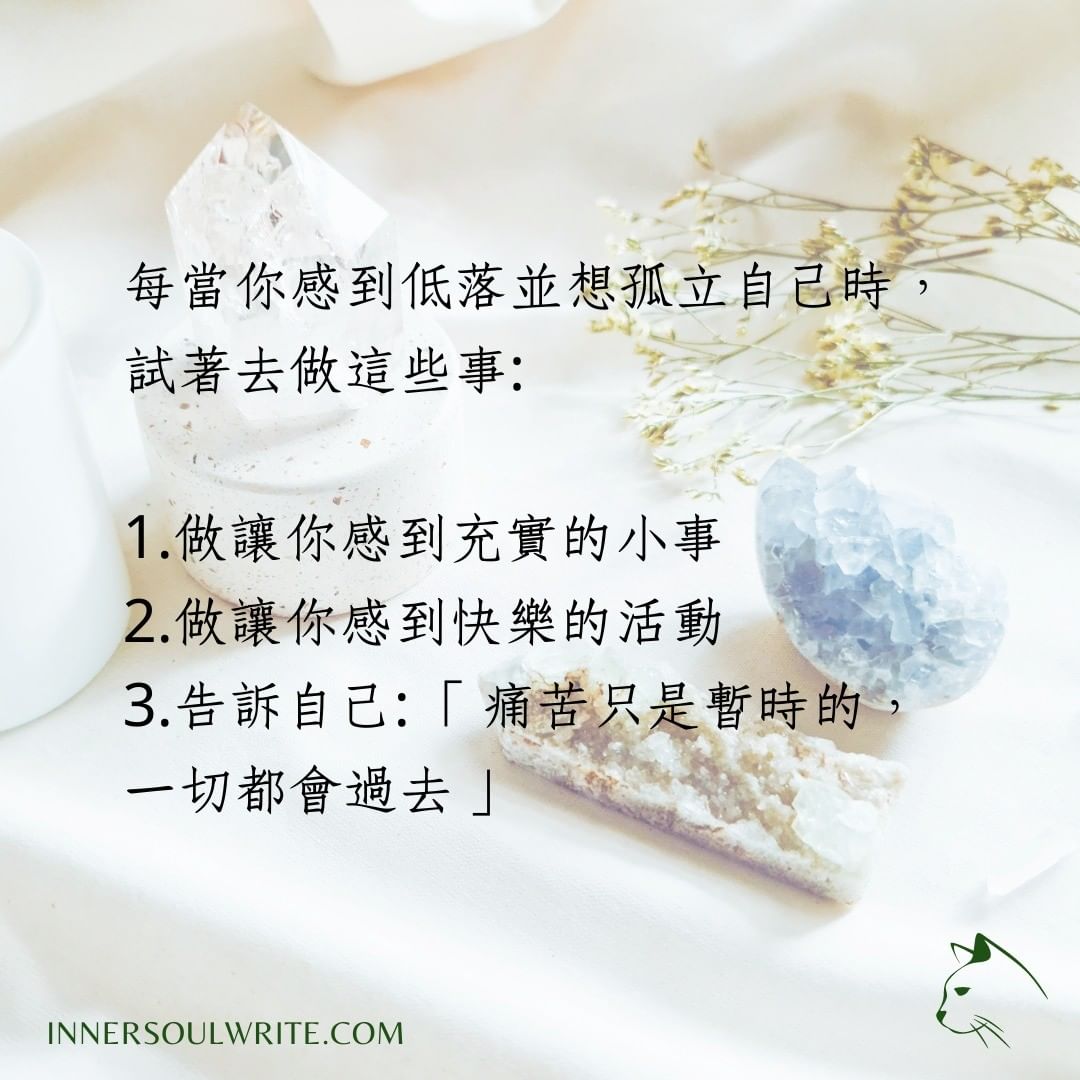 每當你感到低落並想孤立自己時，
試著去做這些事:
1.做讓你感到充實的小事
2.做讓你感到快樂的活動
3.告訴自己:「 痛苦只是暫時的，
一切都會過去 」
INNERSOULWRITE.COM